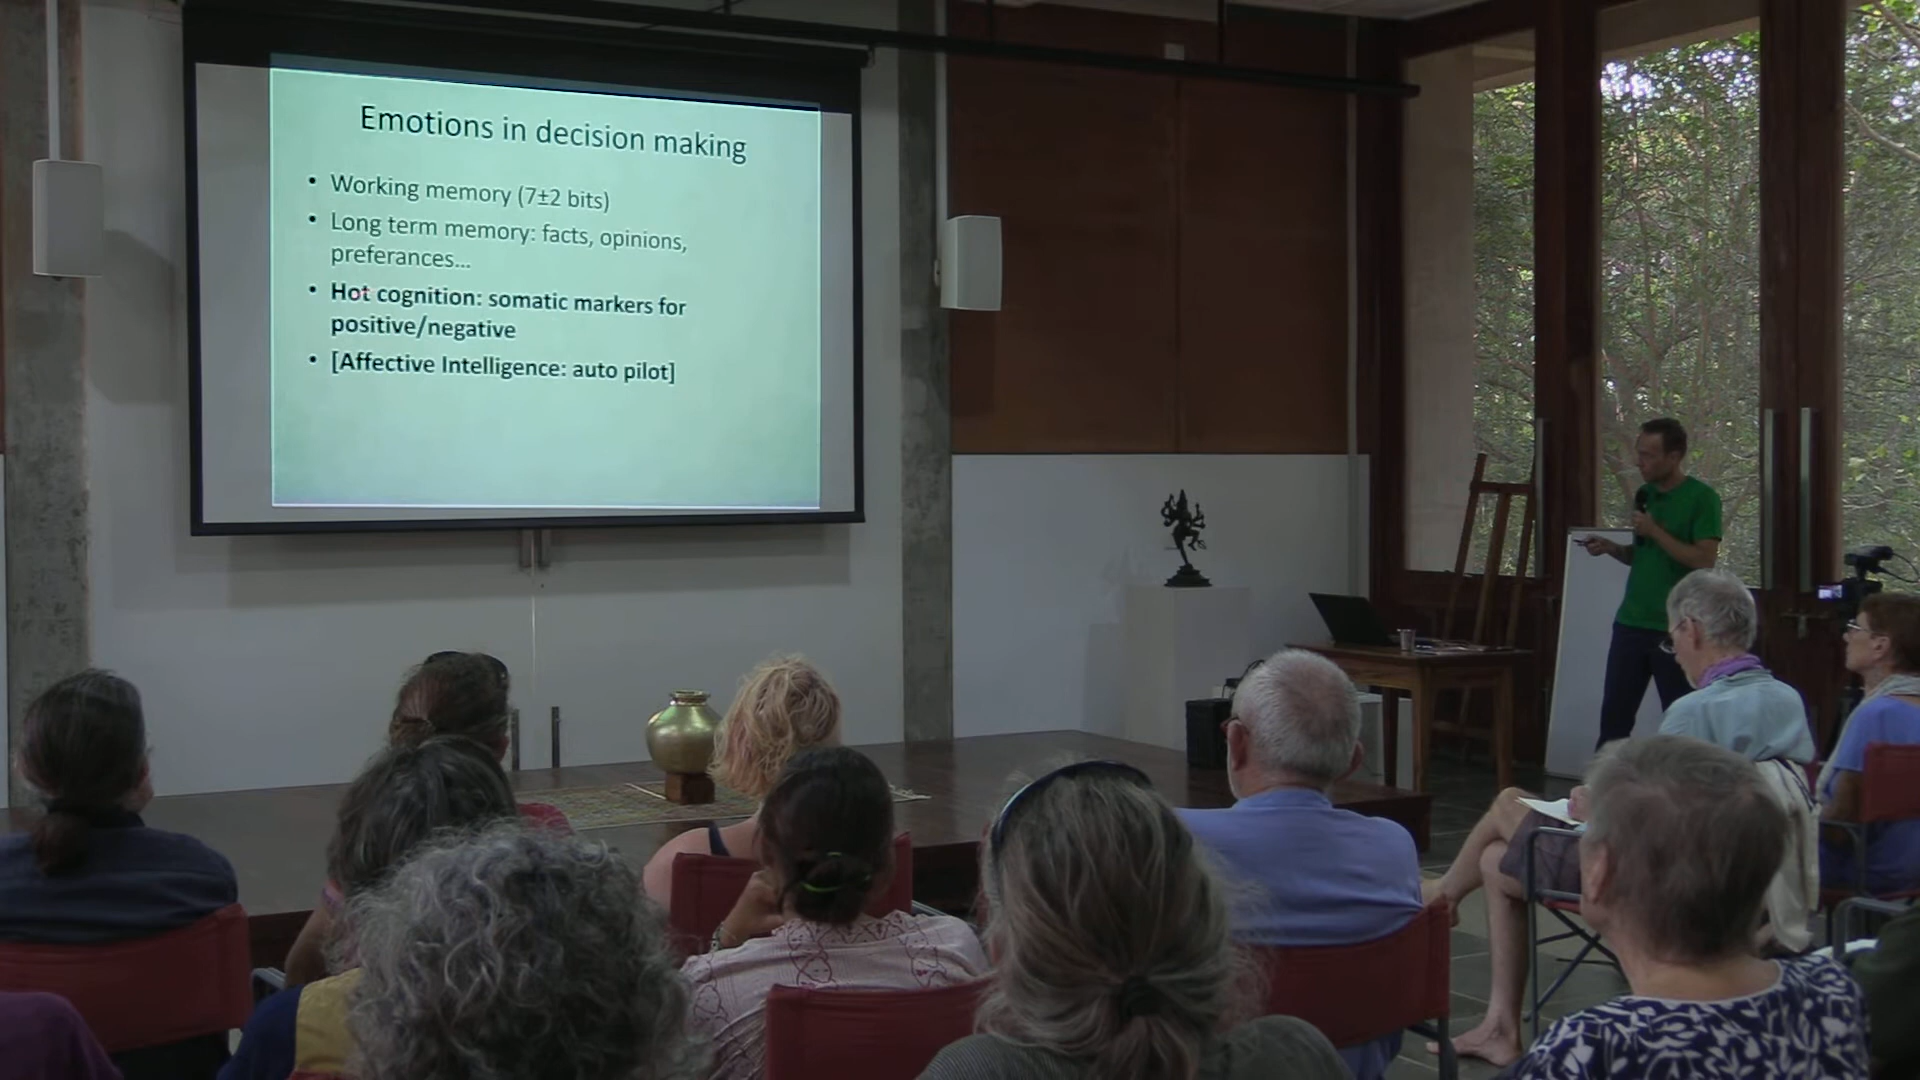 Emotions in decision making
• Working memory (7±2 bits)
• Long term memory: facts, opinions,
preferances...
• Hot cognition: somatic markers for
positive/negative
• [Affective Intelligence: auto pilot]